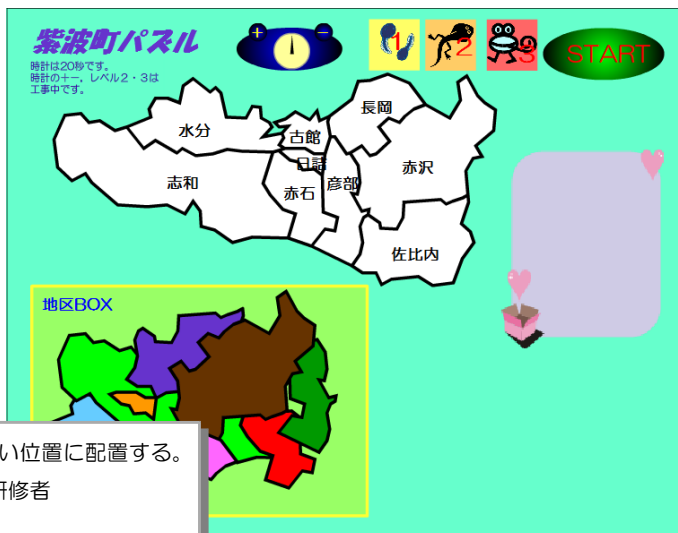 紫波町パズル
時計は20秒です。
時計の+-, レベル2・3は
工事中です。
+
-
1
2
3
START
長岡
水分
古館
日詰
赤沢
志和
彦部
赤石
佐比内
地区BOX
い位置に配置する。
研修者